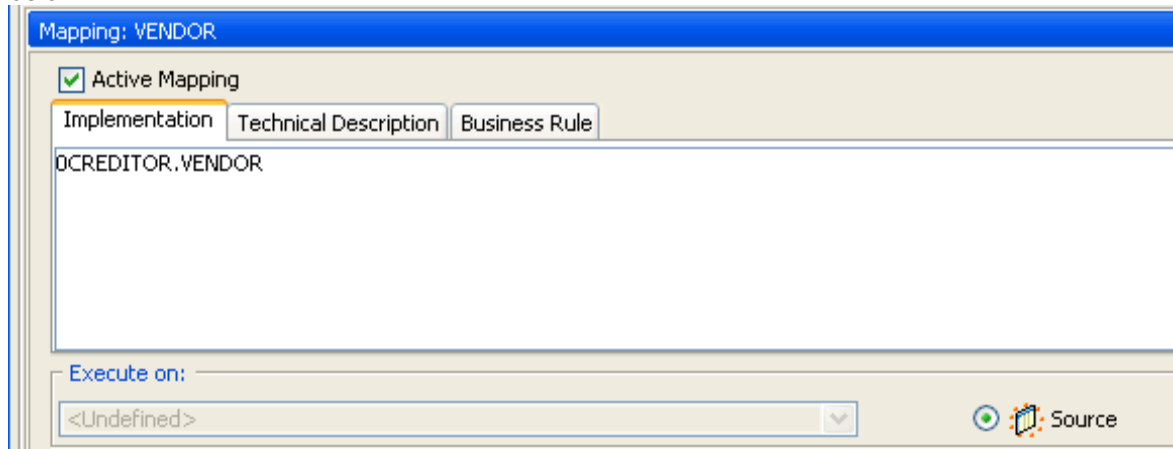 Mapping: VENDOR
Active Mapping
Implementation Technical Description Business Rule
0CREDITOR.VENDOR
Execute on:
<Undefined> Source